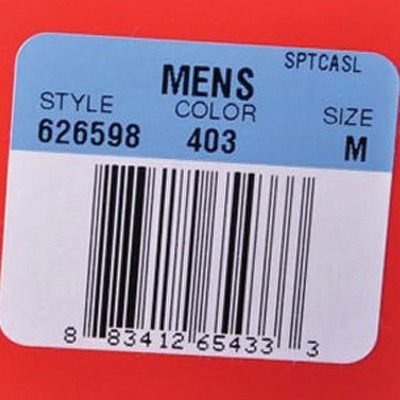 SPTCASL
MENS
STYLE COLOR SIZE
626598 403 M
8 83412 65433 3